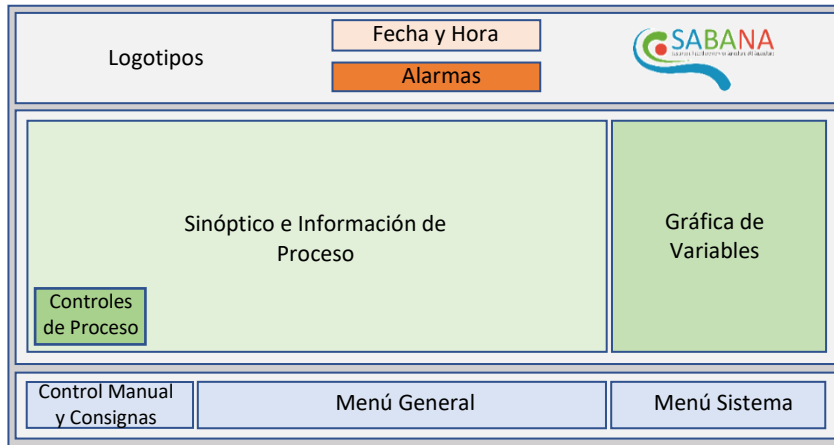 Logotipos
Fecha y Hora
Alarmas
SABANA
Sinóptico e Información de
Proceso
Gráfica de
Variables
Controles
de Proceso
Control Manual
y Consignas
Menú General
Menú Sistema